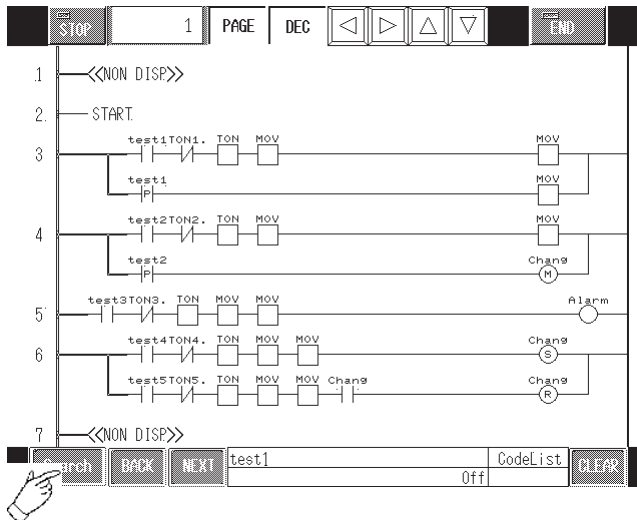 STOP 1 PAGE DEC END
1 <<NON DISP>>
2. START.
test1TON1. TON MOV MOV
3
test1 MOV
P
test2TON2. TON MOV MOV
4
test2 Chang
P M
test3TON3. TON MOV MOV Alarm
5
test4TON4. TON MOV MOV MOV Chang
6 S
test5TON5. TON MOV MOV MOV Chang Chang
R
7 <<NON DISP>>
BACK NEXT test1 CodeList CLEAR
Off